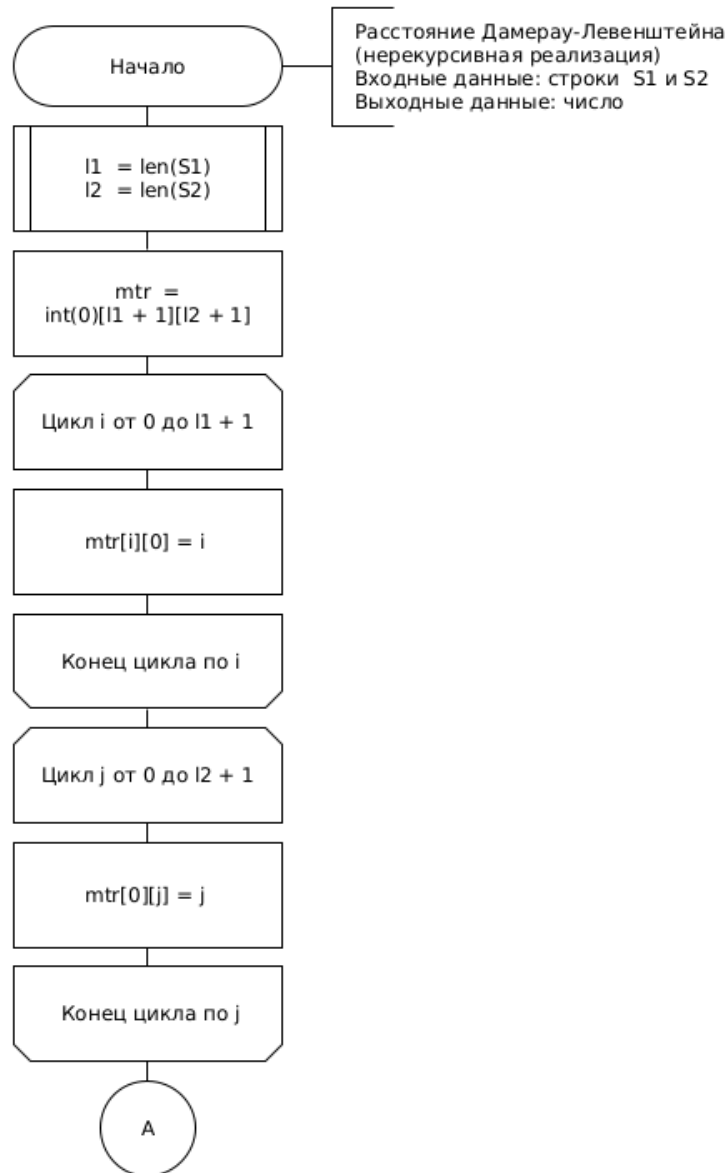 Начало
Расстояние Дамерау-Левенштейна
(нерекурсивная реализация)
Входные данные: строки S1 и S2
Выходные данные: число
l1 = len(S1)
l2 = len(S2)
mtr =
int(0)[l1 + 1][l2 + 1]
Цикл i от 0 до l1 + 1
mtr[i][0] = i
Конец цикла по i
Цикл j от 0 до l2 + 1
mtr[0][j] = j
Конец цикла по j
A